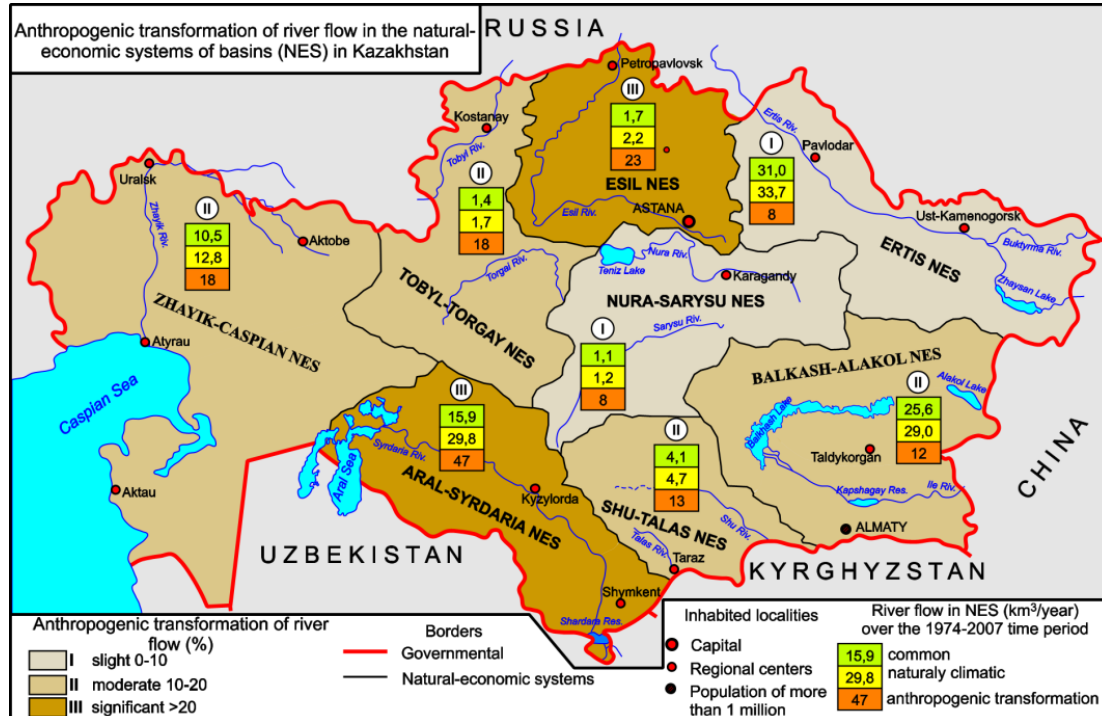 Anthropogenic transformation of river flow in the natural-
economic systems of basins (NES) in Kazakhstan
RUSSIA
Petropavlovsk
III
1,7
2,2
23
ESIL NES
Esil Riv.
ASTANA
Kostanay
Tobyl Riv.
II
1,4
1,7
18
Torgai Riv.
TOBYL-TORGAY NES
Ertis Riv.
I
31,0
33,7
8
Pavlodar
Ust-Kamenogorsk
Buktyrma Riv.
ERTIS NES
Zhaysan Lake
Uralsk
Zhayik Riv.
II
10,5
12,8
18
Aktobe
ZHAYIK-CASPIAN NES
Atyrau
Caspian Sea
Aktau
Teniz Lake
Nura Riv.
Karagandy
NURA-SARYSU NES
Sarysu Riv.
I
1,1
1,2
8
BALKASH-ALAKOL NES
II
25,6
29,0
12
Alakol Lake
Balkhash Lake
Taldykorgan
Kapshagay Res.
Ile Riv.
ALMATY
CHINA
III
15,9
29,8
47
Syrdaria Riv.
Aral Sea
Kyzylorda
ARAL-SYRDARIA NES
Shymkent
Shardara Res.
II
4,1
4,7
13
SHU-TALAS NES
Shu Riv.
Talas Riv.
Taraz
UZBEKISTAN
KYRGHYZSTAN
Anthropogenic transformation of river
flow (%)
I slight 0-10
II moderate 10-20
III significant >20
Borders
Governmental
Natural-economic systems
Inhabited localities
Capital
Regional centers
Population of more
than 1 million
River flow in NES (km³/year)
over the 1974-2007 time period
15,9 common
29,8 naturaly climatic
47 anthropogenic transformation